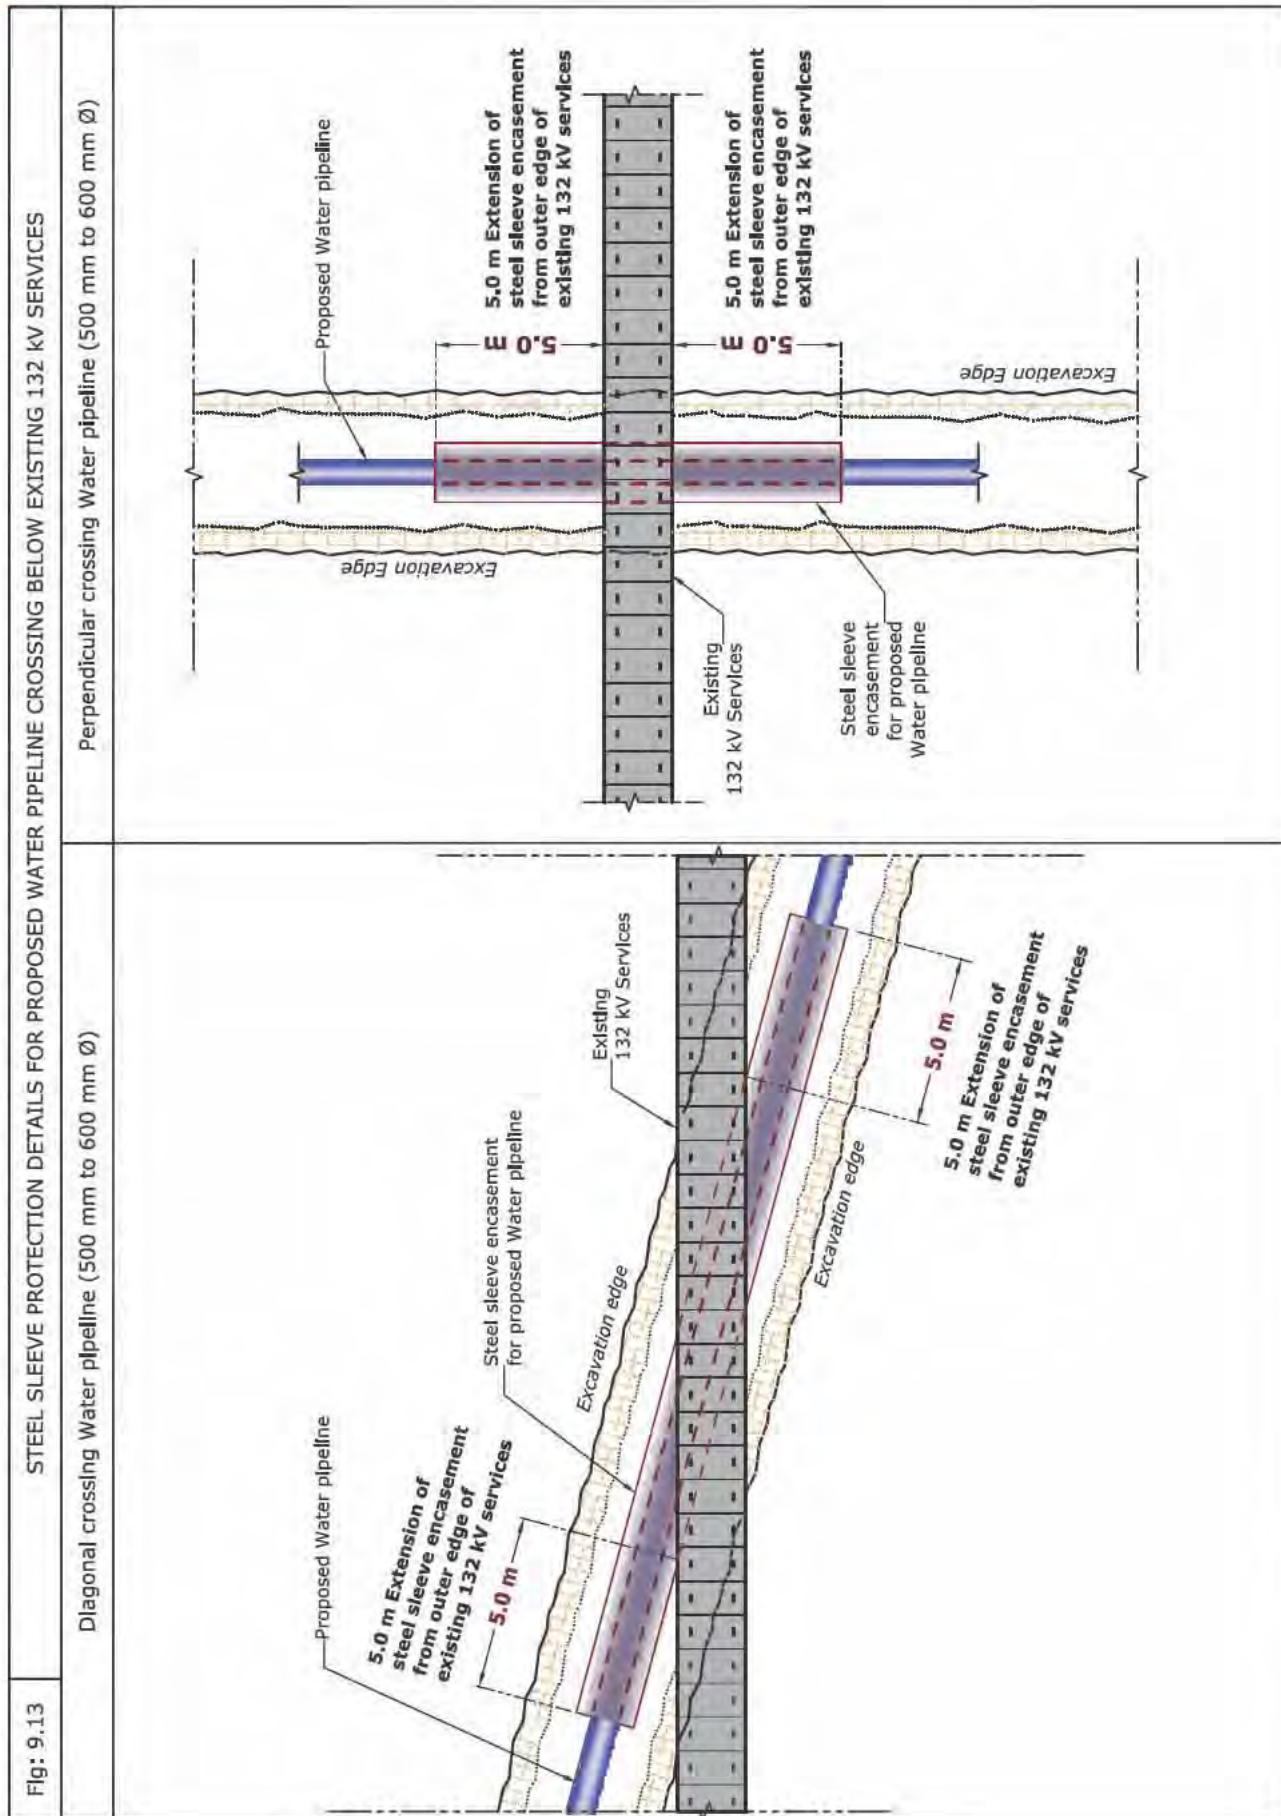 Fig: 9.13
STEEL SLEEVE PROTECTION DETAILS FOR PROPOSED WATER PIPELINE CROSSING BELOW EXISTING 132 kV SERVICES
Diagonal crossing Water pipeline (500 mm to 600 mm Ø)
Perpendicular crossing Water pipeline (500 mm to 600 mm Ø)
Proposed Water pipeline
5.0 m Extension of
steel sleeve encasement
from outer edge of
existing 132 kV services
5.0 m
Steel sleeve encasement
for proposed Water pipeline
Excavation edge
Existing
132 kV Services
Excavation edge
5.0 m
5.0 m Extension of
steel sleeve encasement
from outer edge of
existing 132 kV services
Proposed Water pipeline
5.0 m Extension of
steel sleeve encasement
from outer edge of
existing 132 kV services
5.0 m
Excavation Edge
Existing
132 kV Services
5.0 m
5.0 m Extension of
steel sleeve encasement
from outer edge of
existing 132 kV services
Excavation Edge
Steel sleeve
encasement
for proposed
Water pipeline